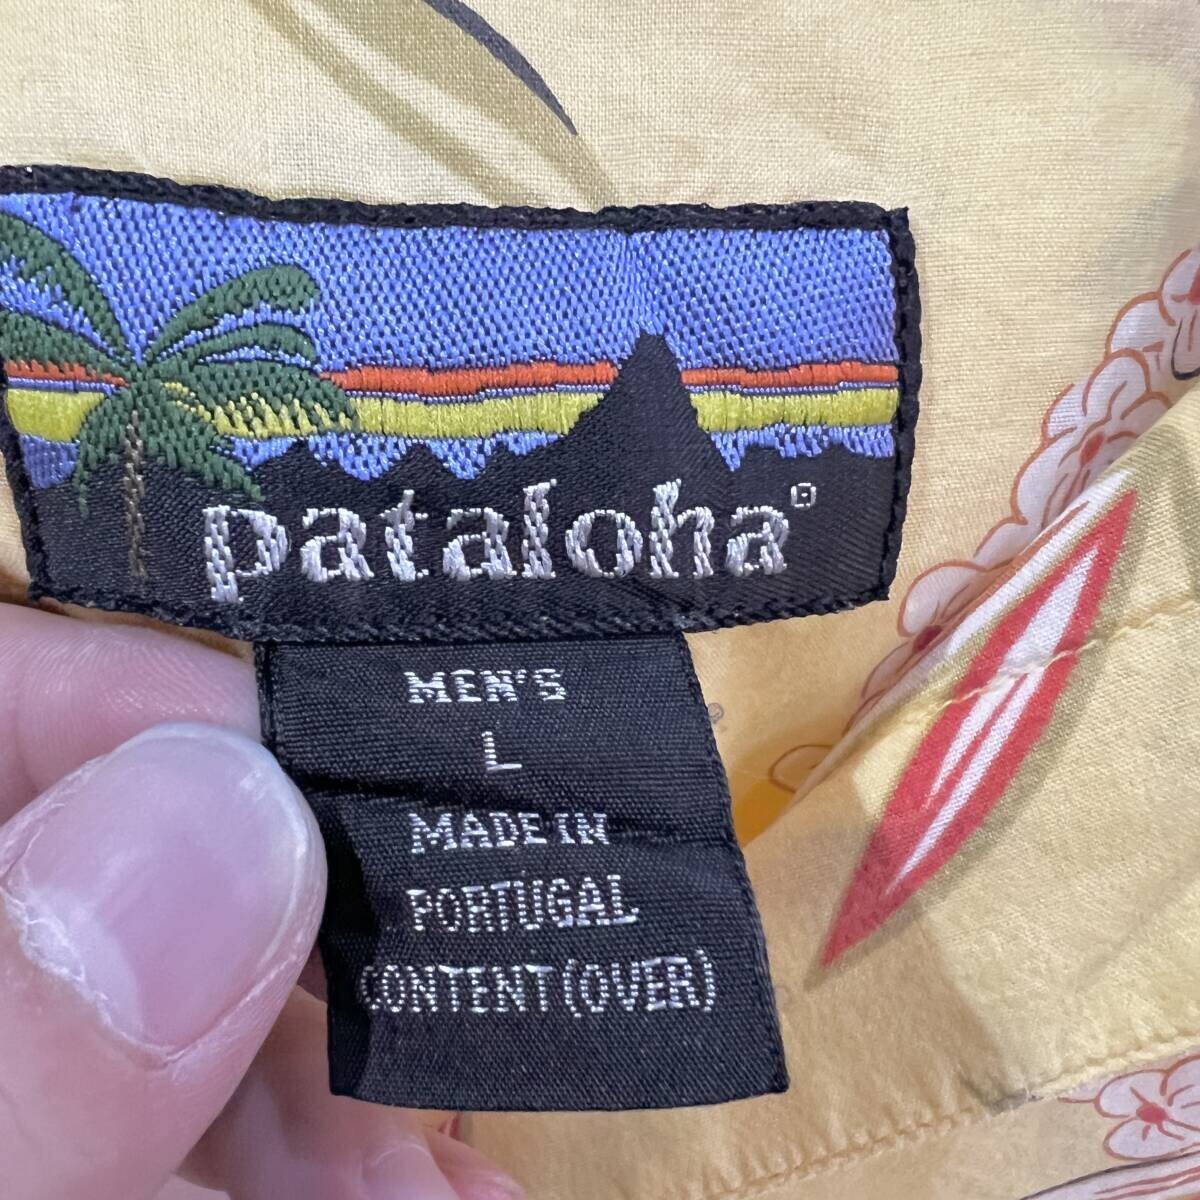 pataloha®
MEN'S
L
MADE IN
PORTUGAL
CONTENT (OVER)